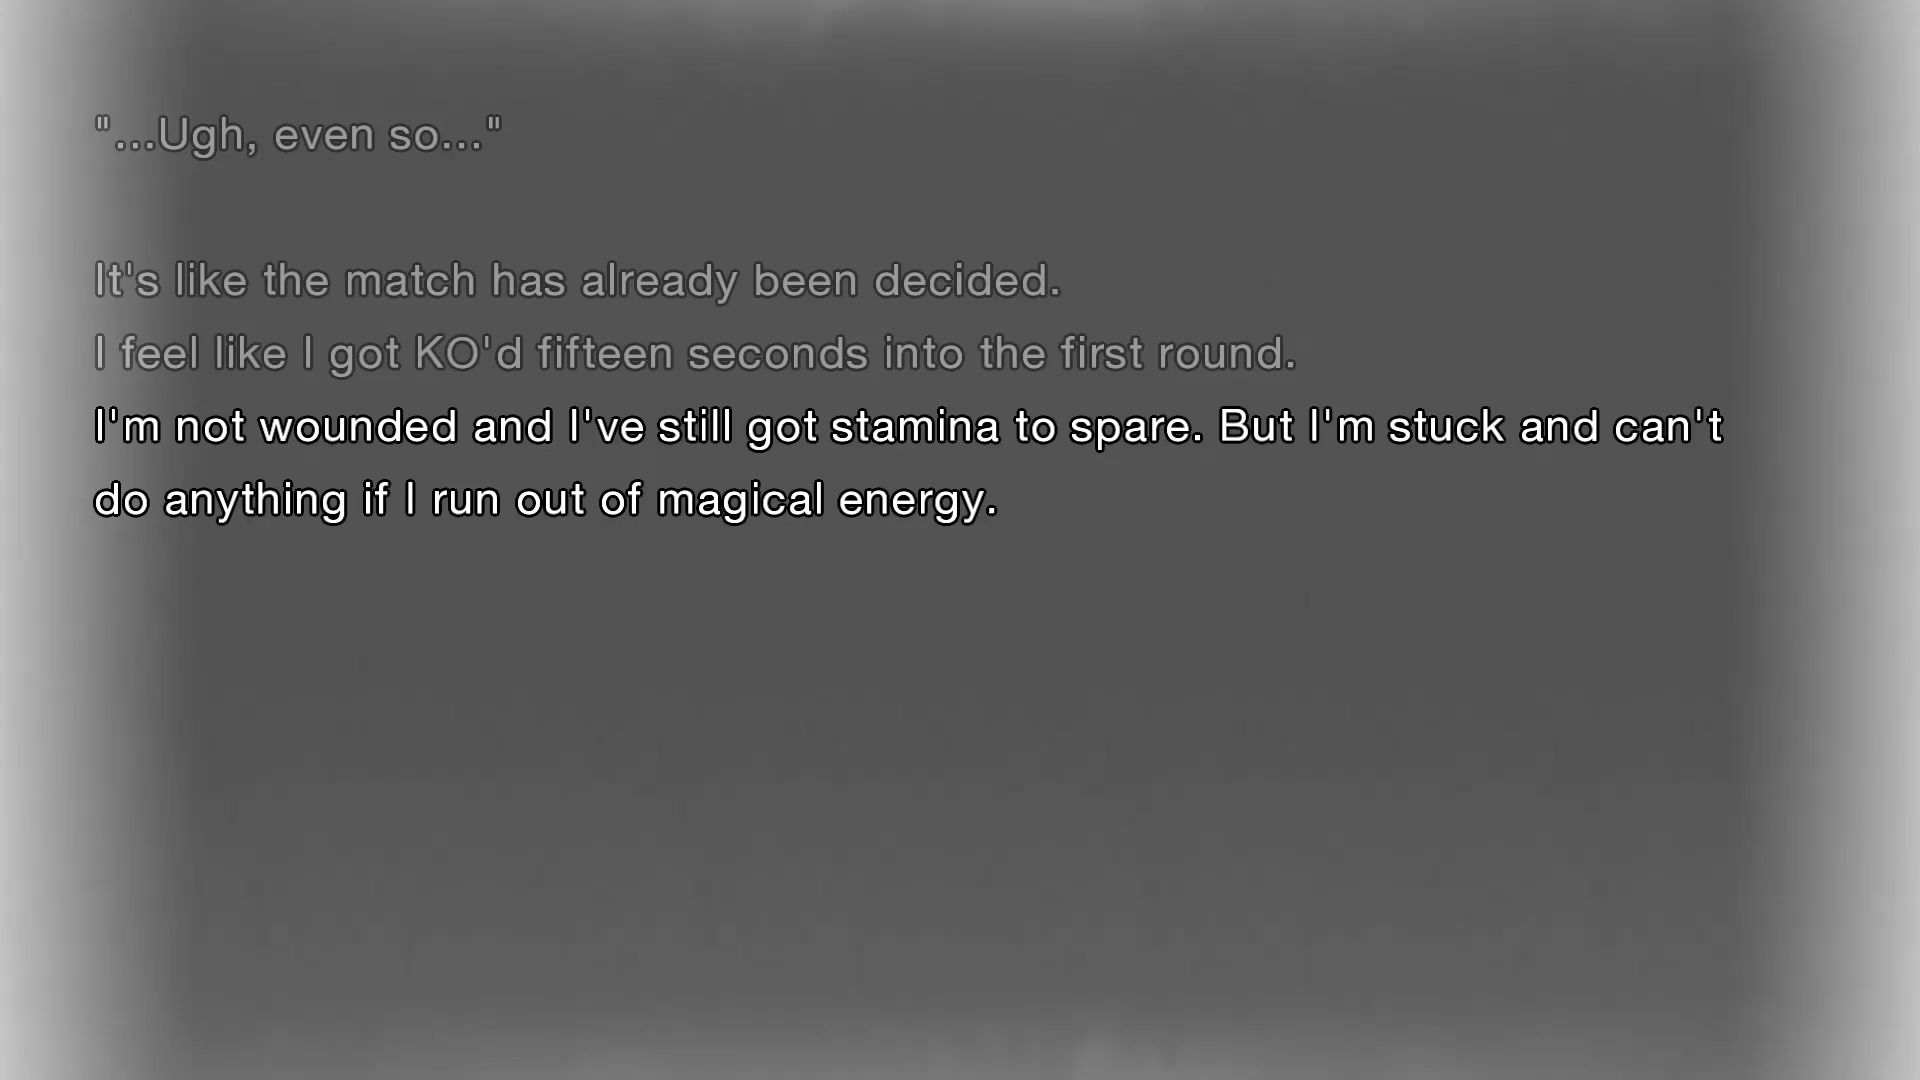 "...Ugh, even so..."
It's like the match has already been decided.
I feel like I got KO'd fifteen seconds into the first round.
I'm not wounded and I've still got stamina to spare. But I'm stuck and can't
do anything if I run out of magical energy.